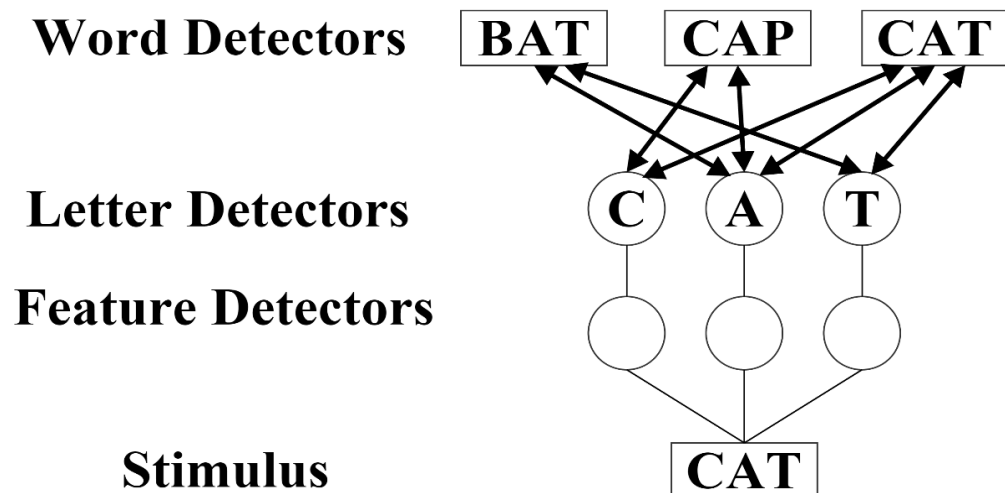 Word Detectors BAT CAP CAT
Letter Detectors C A T
Feature Detectors
Stimulus CAT